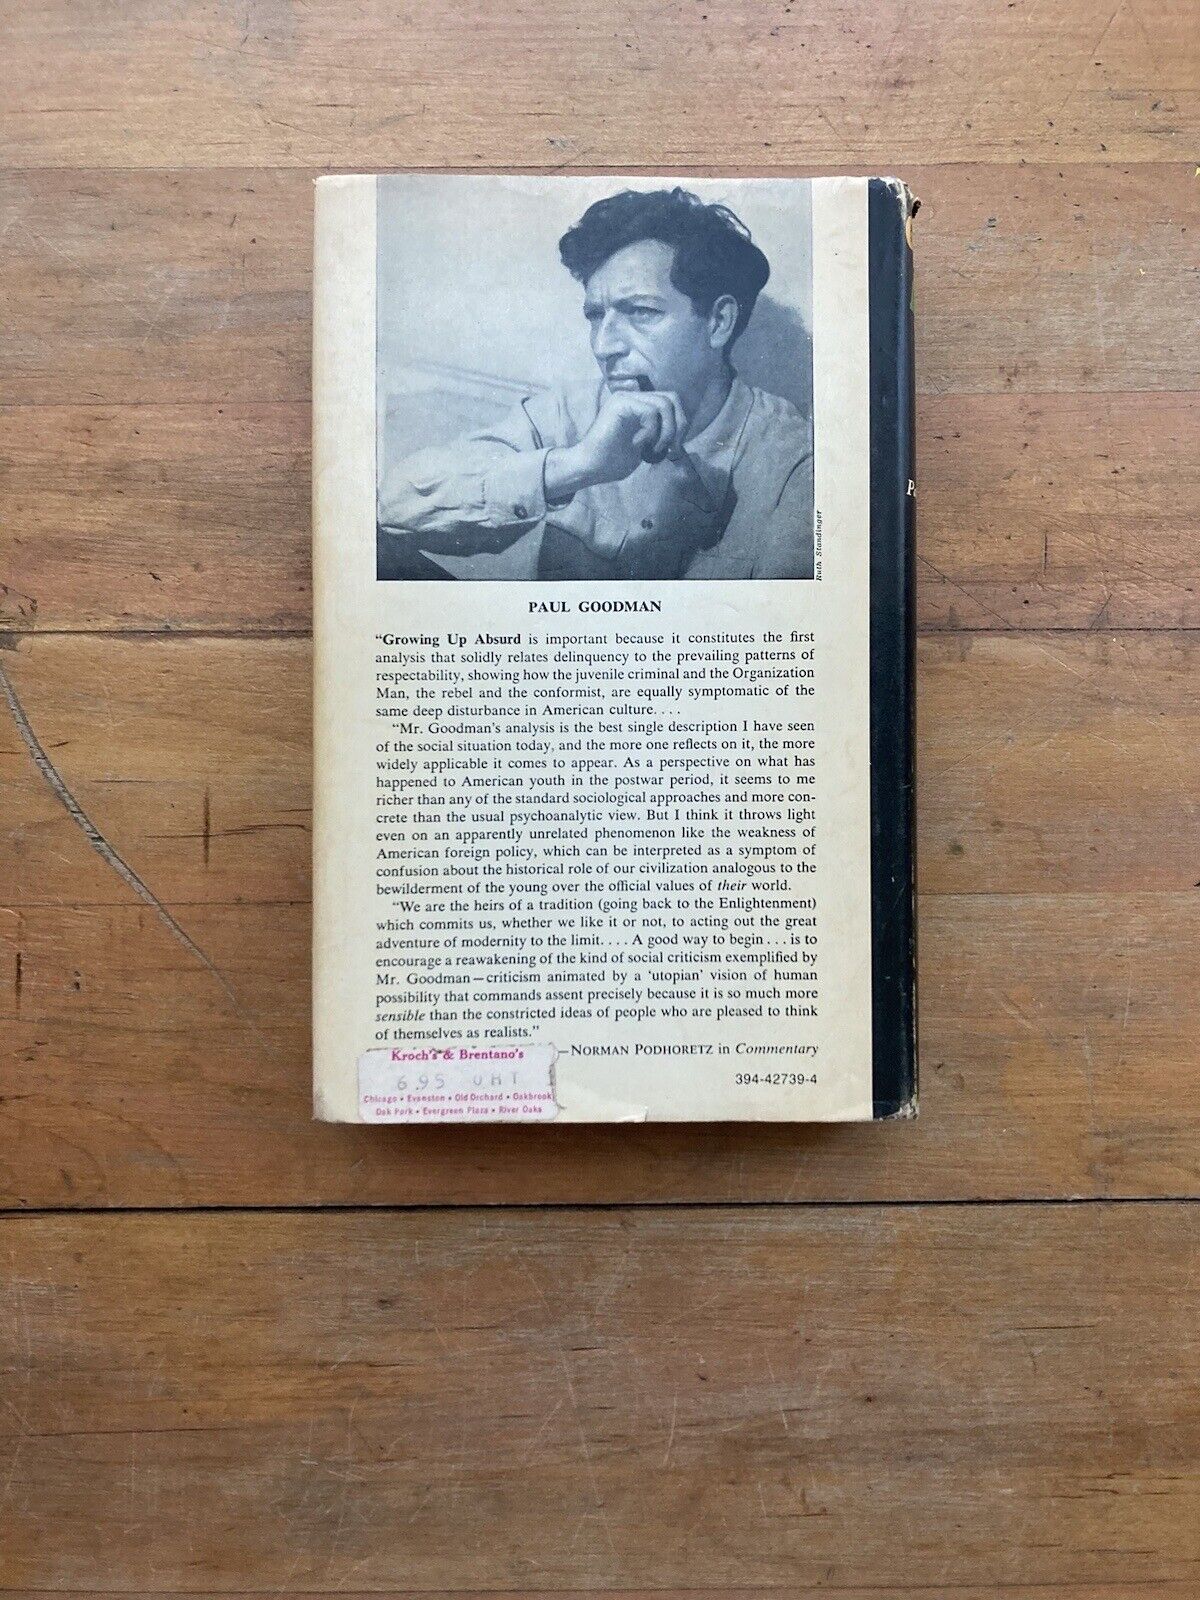 Ruth Standinger
PAUL GOODMAN
"Growing Up Absurd is important because it constitutes the first
analysis that solidly relates delinquency to the prevailing patterns of
respectability, showing how the juvenile criminal and the Organization
Man, the rebel and the conformist, are equally symptomatic of the
same deep disturbance in American culture. . . .
"Mr. Goodman's analysis is the best single description I have seen
of the social situation today, and the more one reflects on it, the more
widely applicable it comes to appear. As a perspective on what has
happened to American youth in the postwar period, it seems to me
richer than any of the standard sociological approaches and more con-
crete than the usual psychoanalytic view. But I think it throws light
even on an apparently unrelated phenomenon like the weakness of
American foreign policy, which can be interpreted as a symptom of
confusion about the historical role of our civilization analogous to the
bewilderment of the young over the official values of their world.
"We are the heirs of a tradition (going back to the Enlightenment)
which commits us, whether we like it or not, to acting out the great
adventure of modernity to the limit. . . . A good way to begin . . . is to
encourage a reawakening of the kind of social criticism exemplified by
Mr. Goodman—criticism animated by a 'utopian' vision of human
possibility that commands assent precisely because it is so much more
sensible than the constricted ideas of people who are pleased to think
of themselves as realists."
—NORMAN PODHORETZ in Commentary
394-42739-4
Kroch's & Brentano's
6.95
Chicago • Evanston • Old Orchard • Oakbrook
Oak Park • Evergreen Plaza • River Oaks